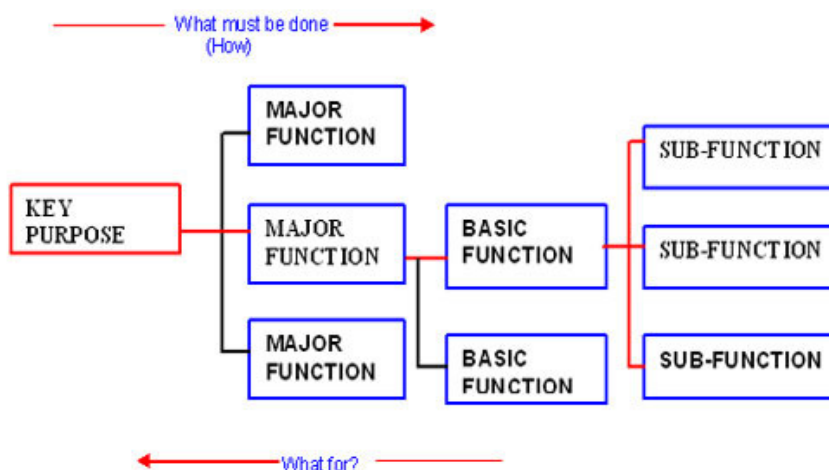 What must be done
(How)
MAJOR
FUNCTION
SUB-FUNCTION
KEY
PURPOSE
MAJOR
FUNCTION
BASIC
FUNCTION
SUB-FUNCTION
MAJOR
FUNCTION
BASIC
FUNCTION
SUB-FUNCTION
What for?